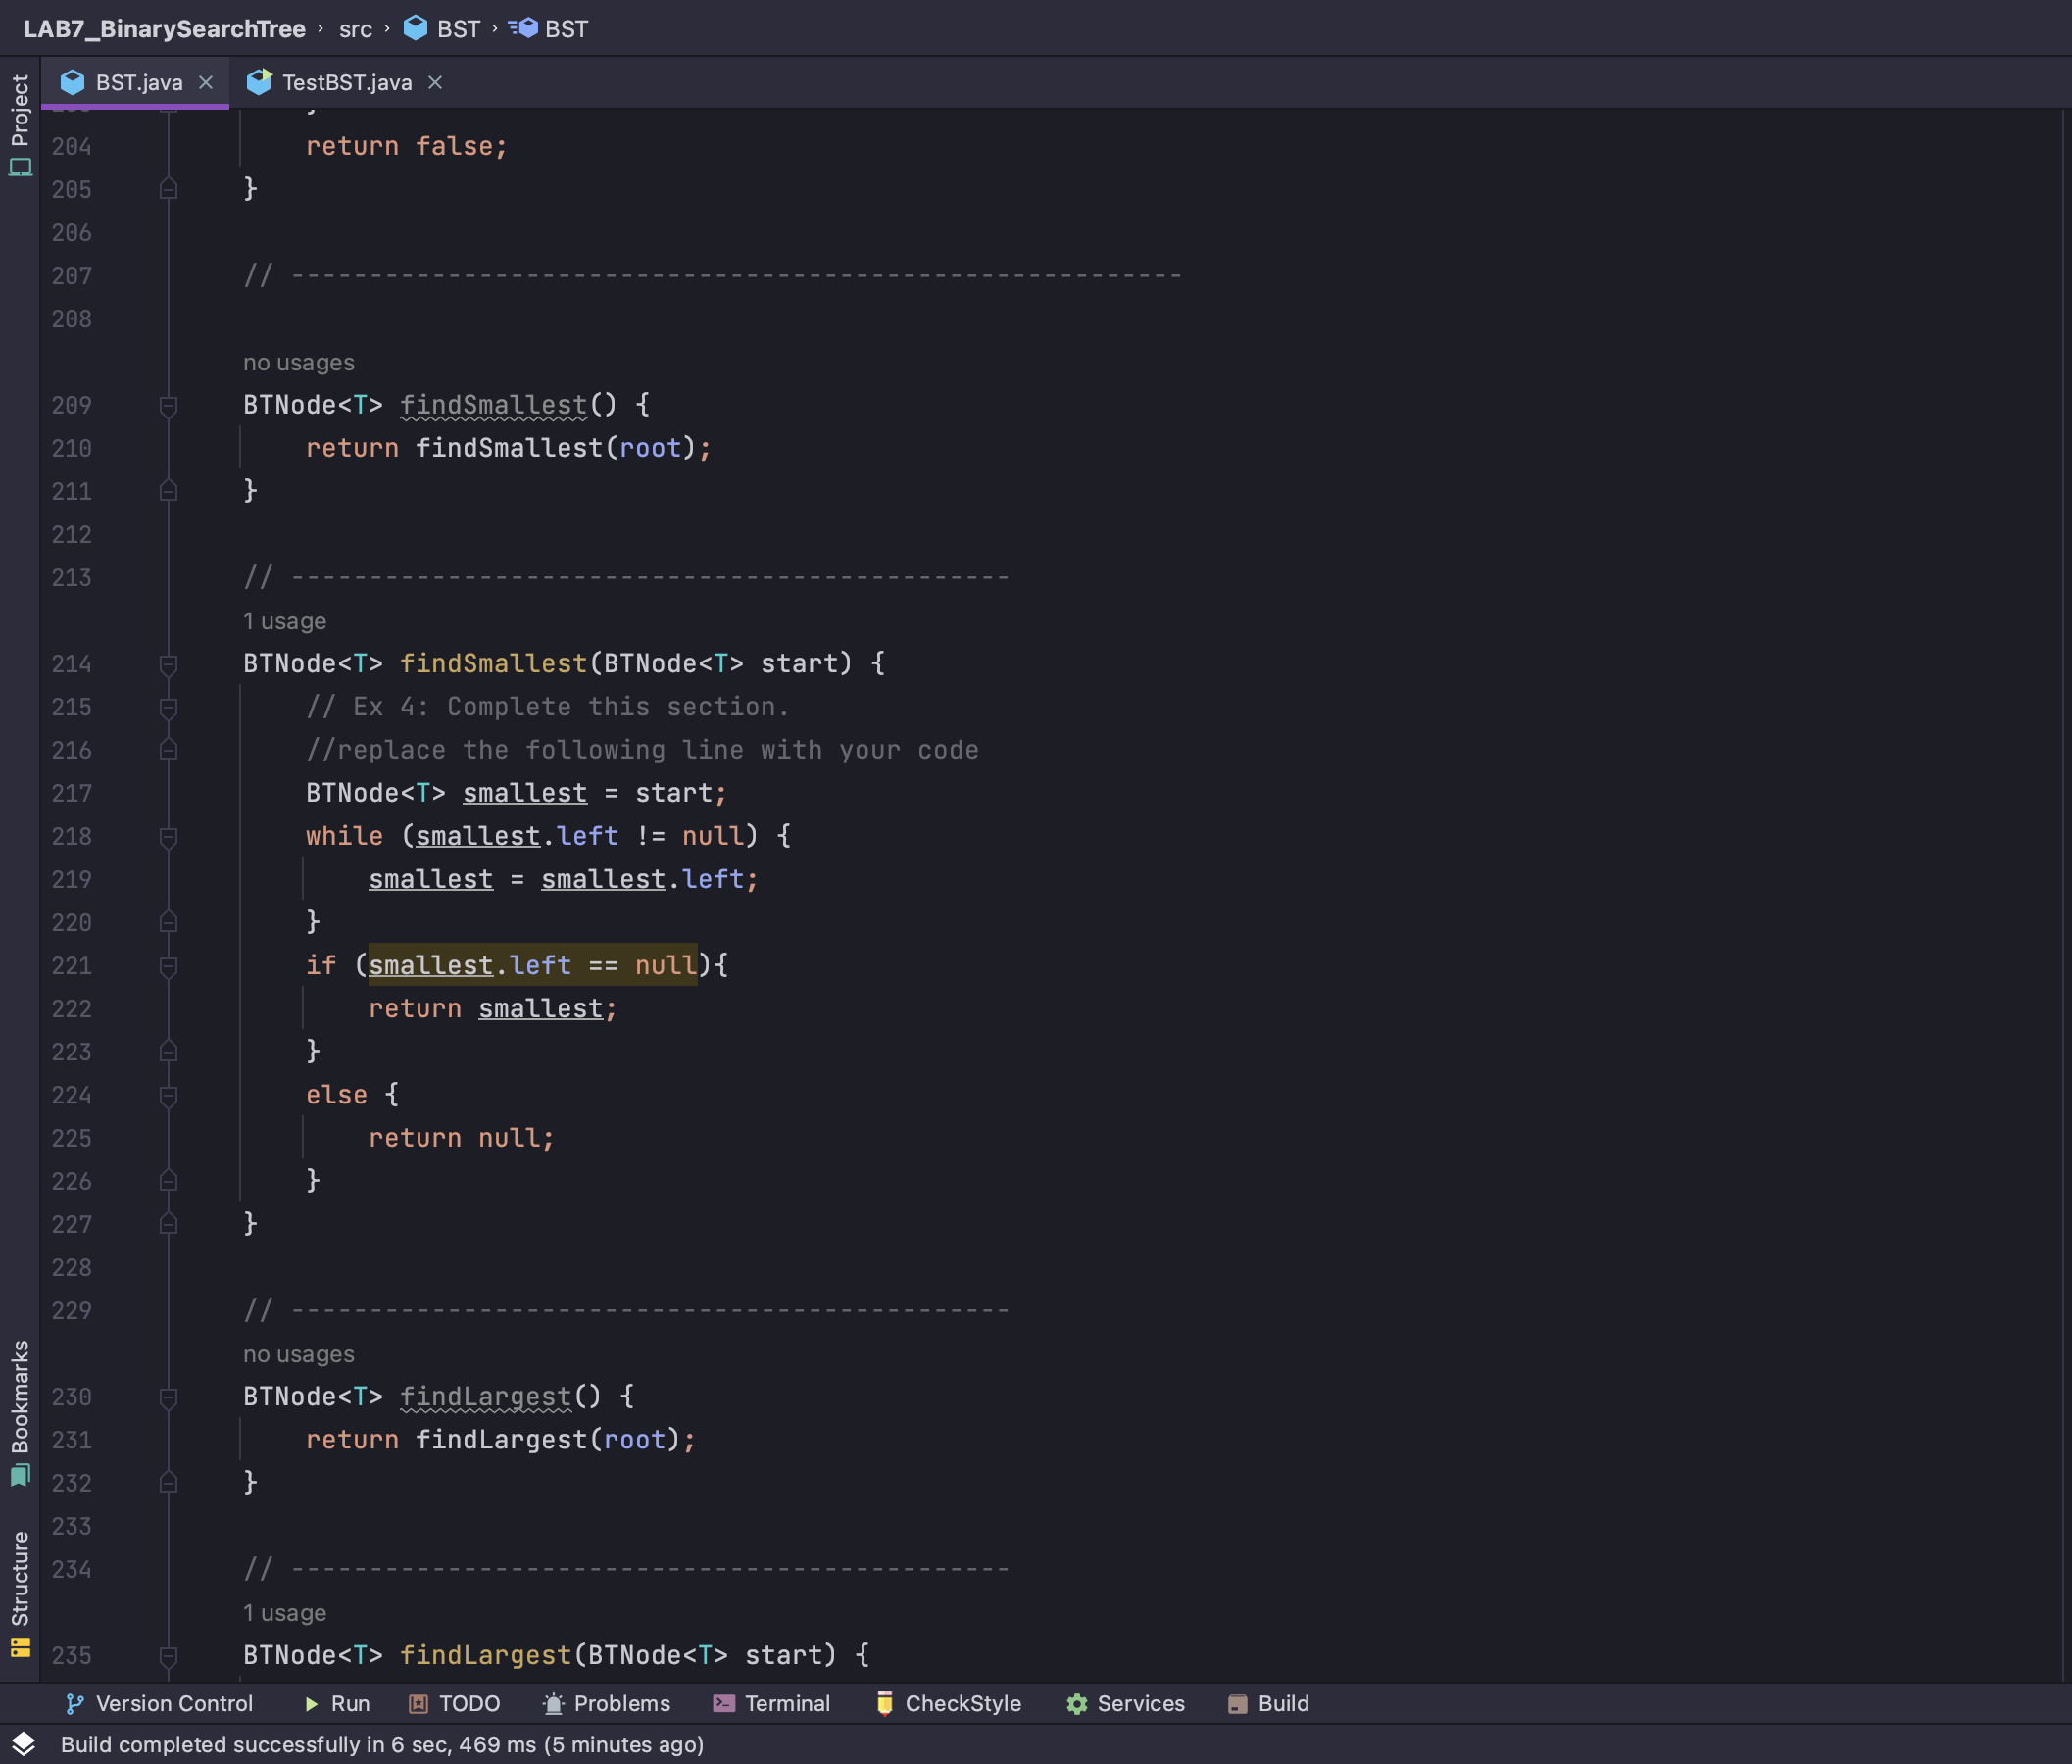 LAB7_BinarySearchTree › src › BST › BST
Project
BST.java × TestBST.java ×
204 return false;
205 }
206
207 // ---------------------------------------------------------
208
no usages
209 BTNode<T> findSmallest() {
210 return findSmallest(root);
211 }
212
213 // ----------------------------------------------
1 usage
214 BTNode<T> findSmallest(BTNode<T> start) {
215 // Ex 4: Complete this section.
216 //replace the following line with your code
217 BTNode<T> smallest = start;
218 while (smallest.left != null) {
219 smallest = smallest.left;
220 }
221 if (smallest.left == null){
222 return smallest;
223 }
224 else {
225 return null;
226 }
227 }
228
229 // ----------------------------------------------
no usages
230 BTNode<T> findLargest() {
231 return findLargest(root);
232 }
233
234 // ----------------------------------------------
1 usage
235 BTNode<T> findLargest(BTNode<T> start) {
Bookmarks
Structure
Version Control Run TODO Problems Terminal CheckStyle Services Build
Build completed successfully in 6 sec, 469 ms (5 minutes ago)